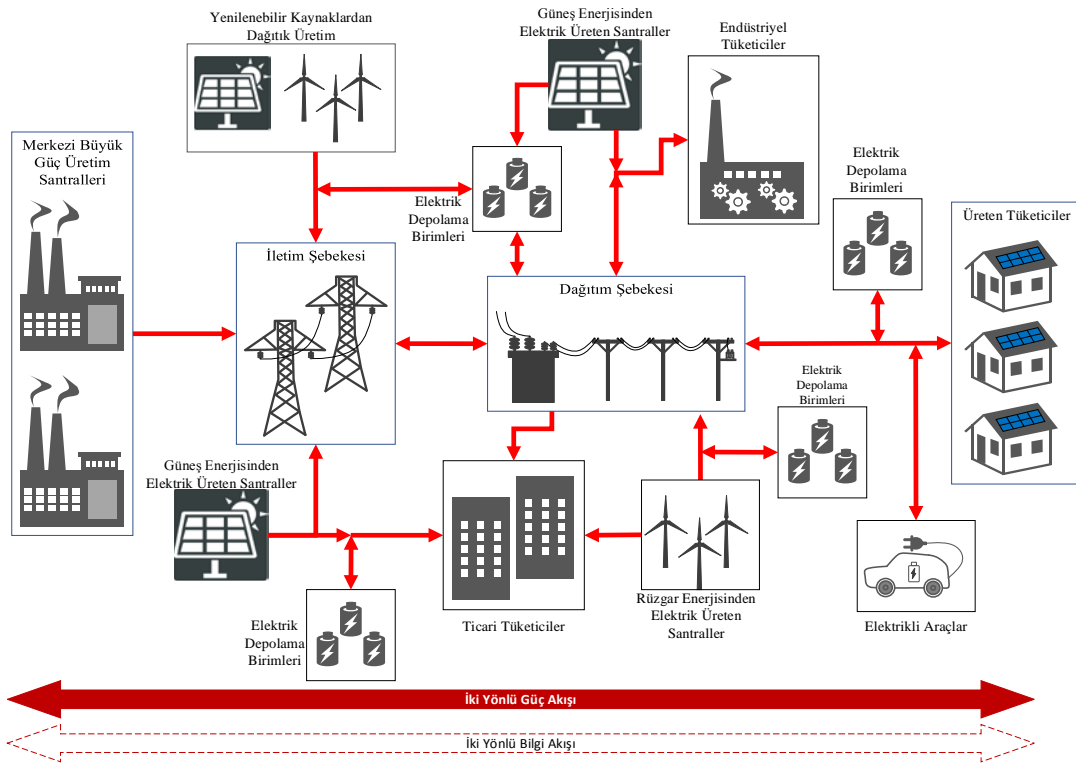 Yenilenebilir Kaynaklardan
Dağıtık Üretim
Güneş Enerjisinden
Elektrik Üreten Santraller
Endüstriyel
Tüketiciler
Merkezi Büyük
Güç Üretim
Santralleri
Elektrik
Depolama
Birimleri
Elektrik
Depolama
Birimleri
Üreten Tüketiciler
İletim Şebekesi
Dağıtım Şebekesi
Elektrik
Depolama
Birimleri
Güneş Enerjisinden
Elektrik Üreten Santraller
Elektrik
Depolama
Birimleri
Ticari Tüketiciler
Rüzgar Enerjisinden
Elektrik Üreten
Santraller
Elektrikli Araçlar
İki Yönlü Güç Akışı
İki Yönlü Bilgi Akışı